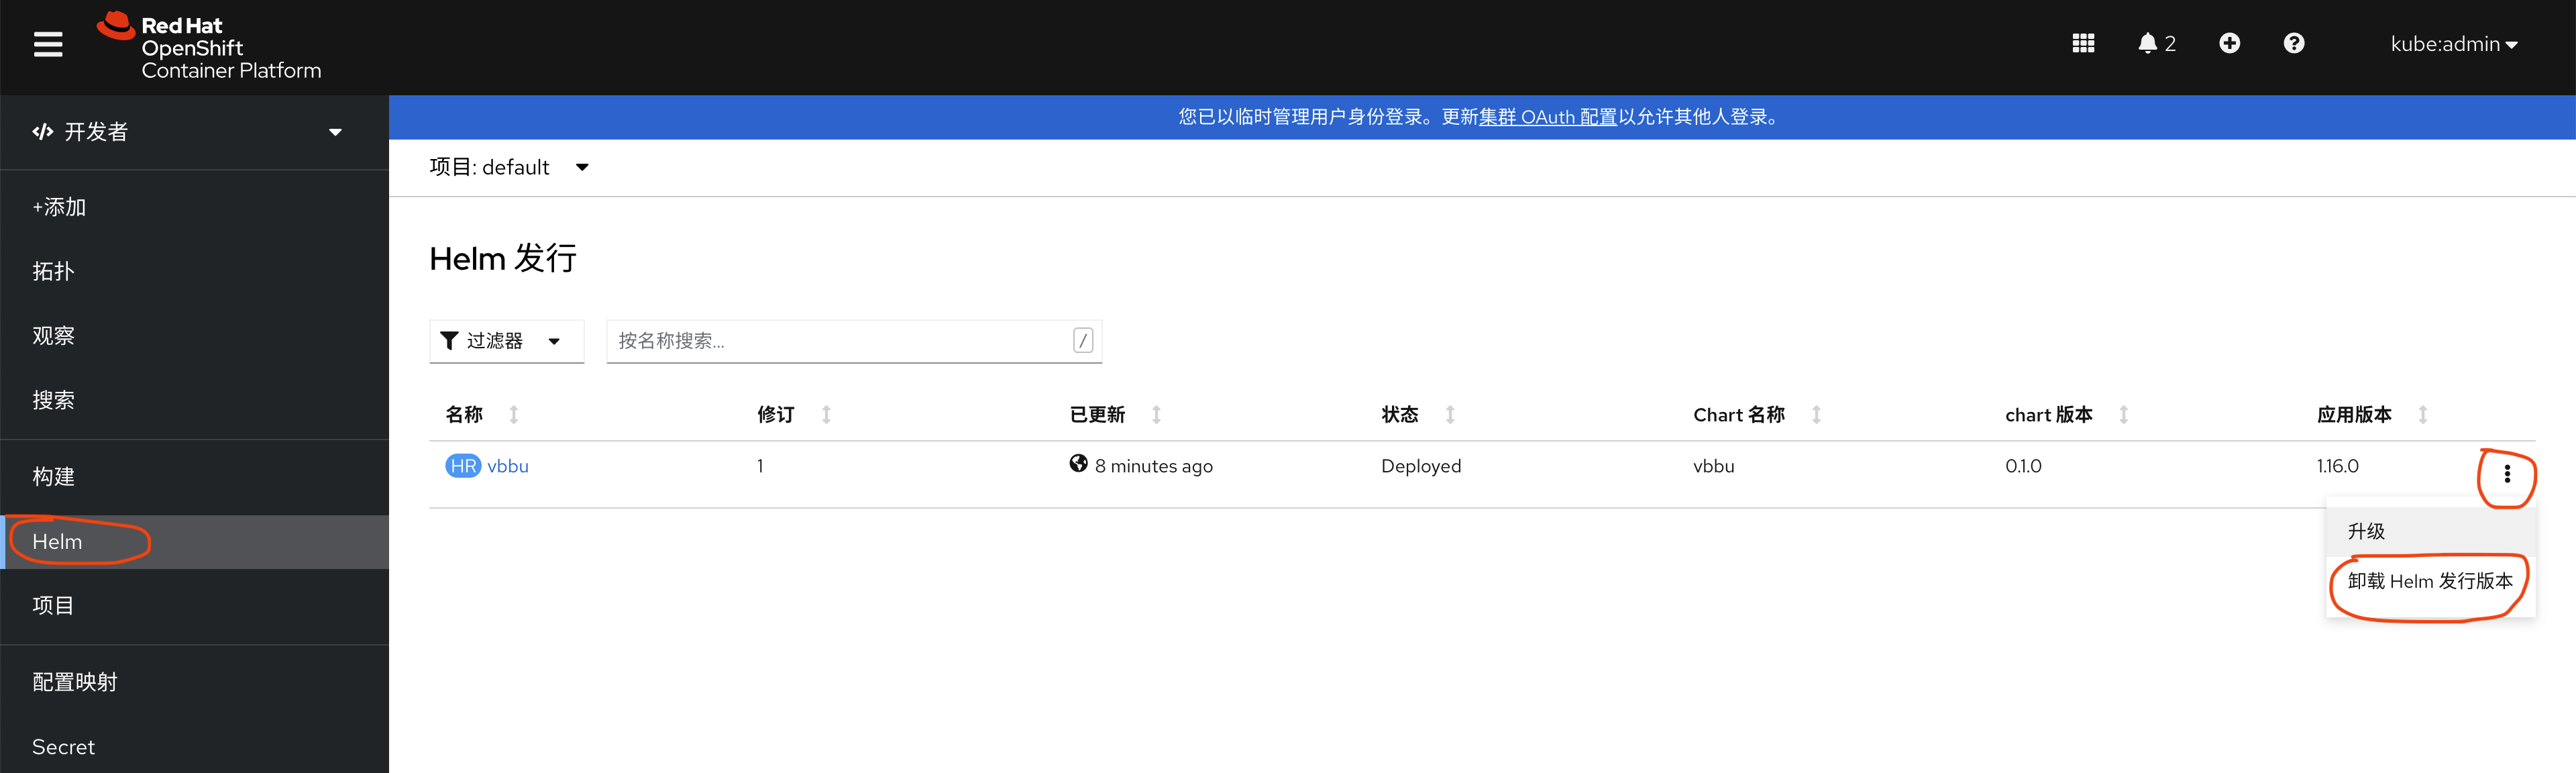 Red Hat
OpenShift
Container Platform
2
kube:admin
开发者
您已以临时管理用户身份登录。更新集群 OAuth 配置以允许其他人登录。
项目: default
+添加
拓扑
观察
搜索
构建
Helm
项目
配置映射
Secret
Helm 发行
过滤器
按名称搜索...
/
名称 修订 已更新 状态 Chart 名称 chart 版本 应用版本
HR vbbu 1 8 minutes ago Deployed vbbu 0.1.0 1.16.0
升级
卸载 Helm 发行版本